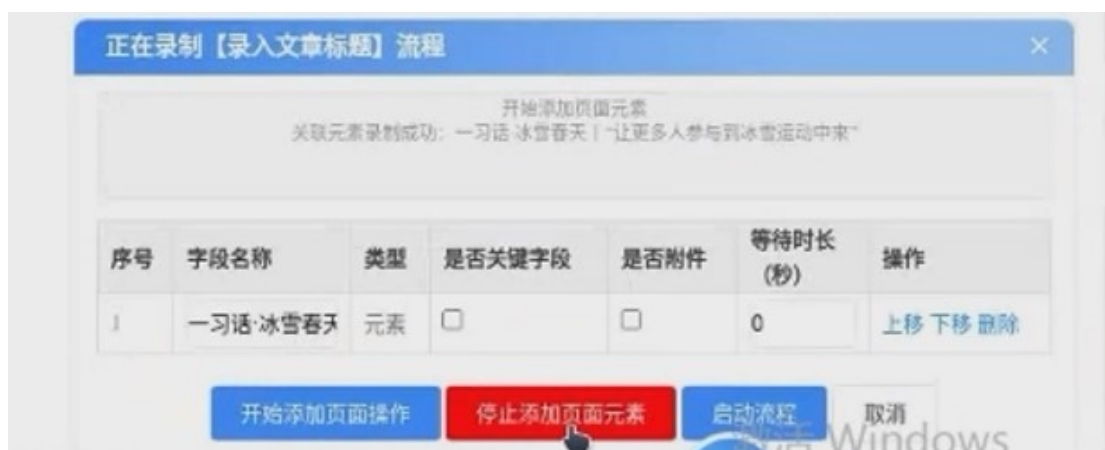 正在录制【录入文章标题】流程 ×
开始添加页面元素
关联元素录制成功: 一习话·冰雪春天丨“让更多人参与到冰雪运动中来”
序号 字段名称 类型 是否关键字段 是否附件 等待时长
(秒) 操作
1 一习话·冰雪春天 元素 0 上移 下移 删除
开始添加页面操作 停止添加页面元素 启动流程 取消
激活 Windows